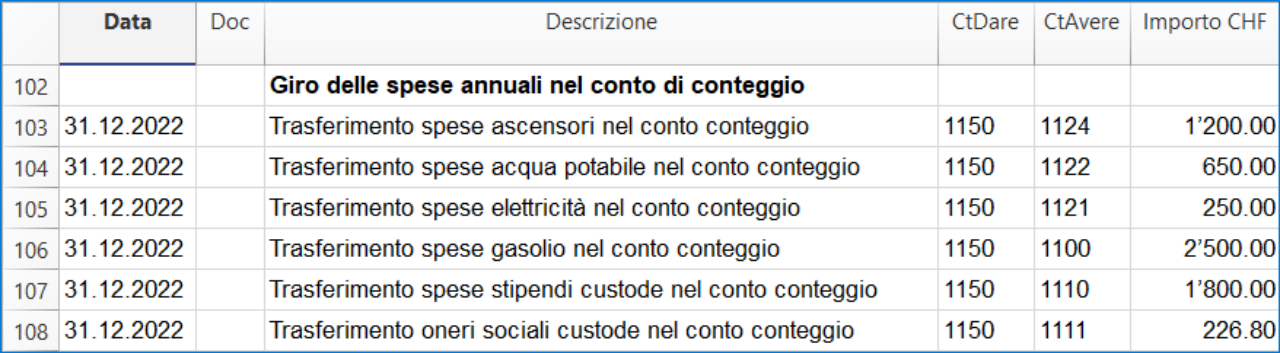 Data Doc Descrizione CtDare CtAvere Importo CHF
102 Giro delle spese annuali nel conto di conteggio
103 31.12.2022 Trasferimento spese ascensori nel conto conteggio 1150 1124 1’200.00
104 31.12.2022 Trasferimento spese acqua potabile nel conto conteggio 1150 1122 650.00
105 31.12.2022 Trasferimento spese elettricità nel conto conteggio 1150 1121 250.00
106 31.12.2022 Trasferimento spese gasolio nel conto conteggio 1150 1100 2’500.00
107 31.12.2022 Trasferimento spese stipendi custode nel conto conteggio 1150 1110 1’800.00
108 31.12.2022 Trasferimento oneri sociali custode nel conto conteggio 1150 1111 226.80